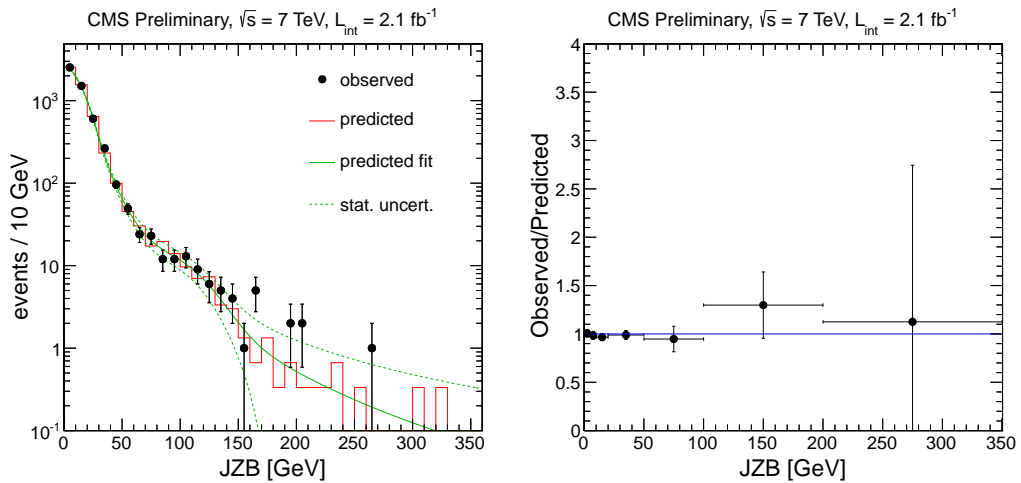 CMS Preliminary, √s = 7 TeV, L_int = 2.1 fb⁻¹
events / 10 GeV
10³
10²
10
1
10⁻¹
observed
predicted
predicted fit
stat. uncert.
0 50 100 150 200 250 300 350
JZB [GeV]
CMS Preliminary, √s = 7 TeV, L_int = 2.1 fb⁻¹
Observed/Predicted
4
3.5
3
2.5
2
1.5
1
0.5
0
0 50 100 150 200 250 300 350
JZB [GeV]